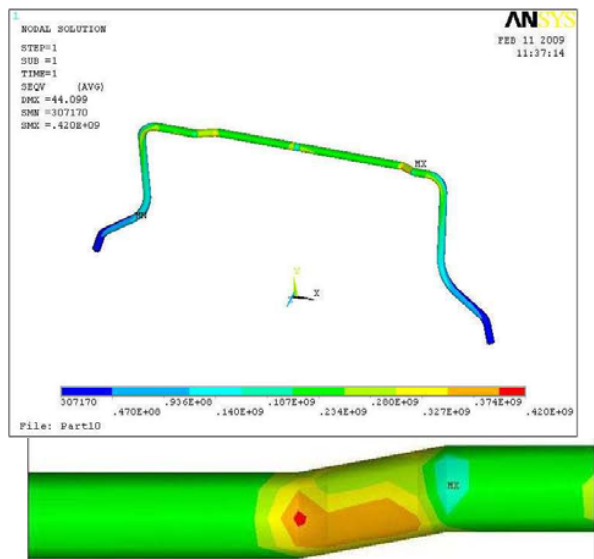 1
NODAL SOLUTION
ANSYS
FEB 11 2009
11:37:14
STEP=1
SUB =1
TIME=1
SEQV (AVG)
DMX =44.099
SMN =307170
SMX =.420E+09
MX
MN
X
307170 .936E+08 .107E+09 .200E+09 .374E+09
.470E+08 .140E+09 .234E+09 .327E+09 .420E+09
File: Part10
MX